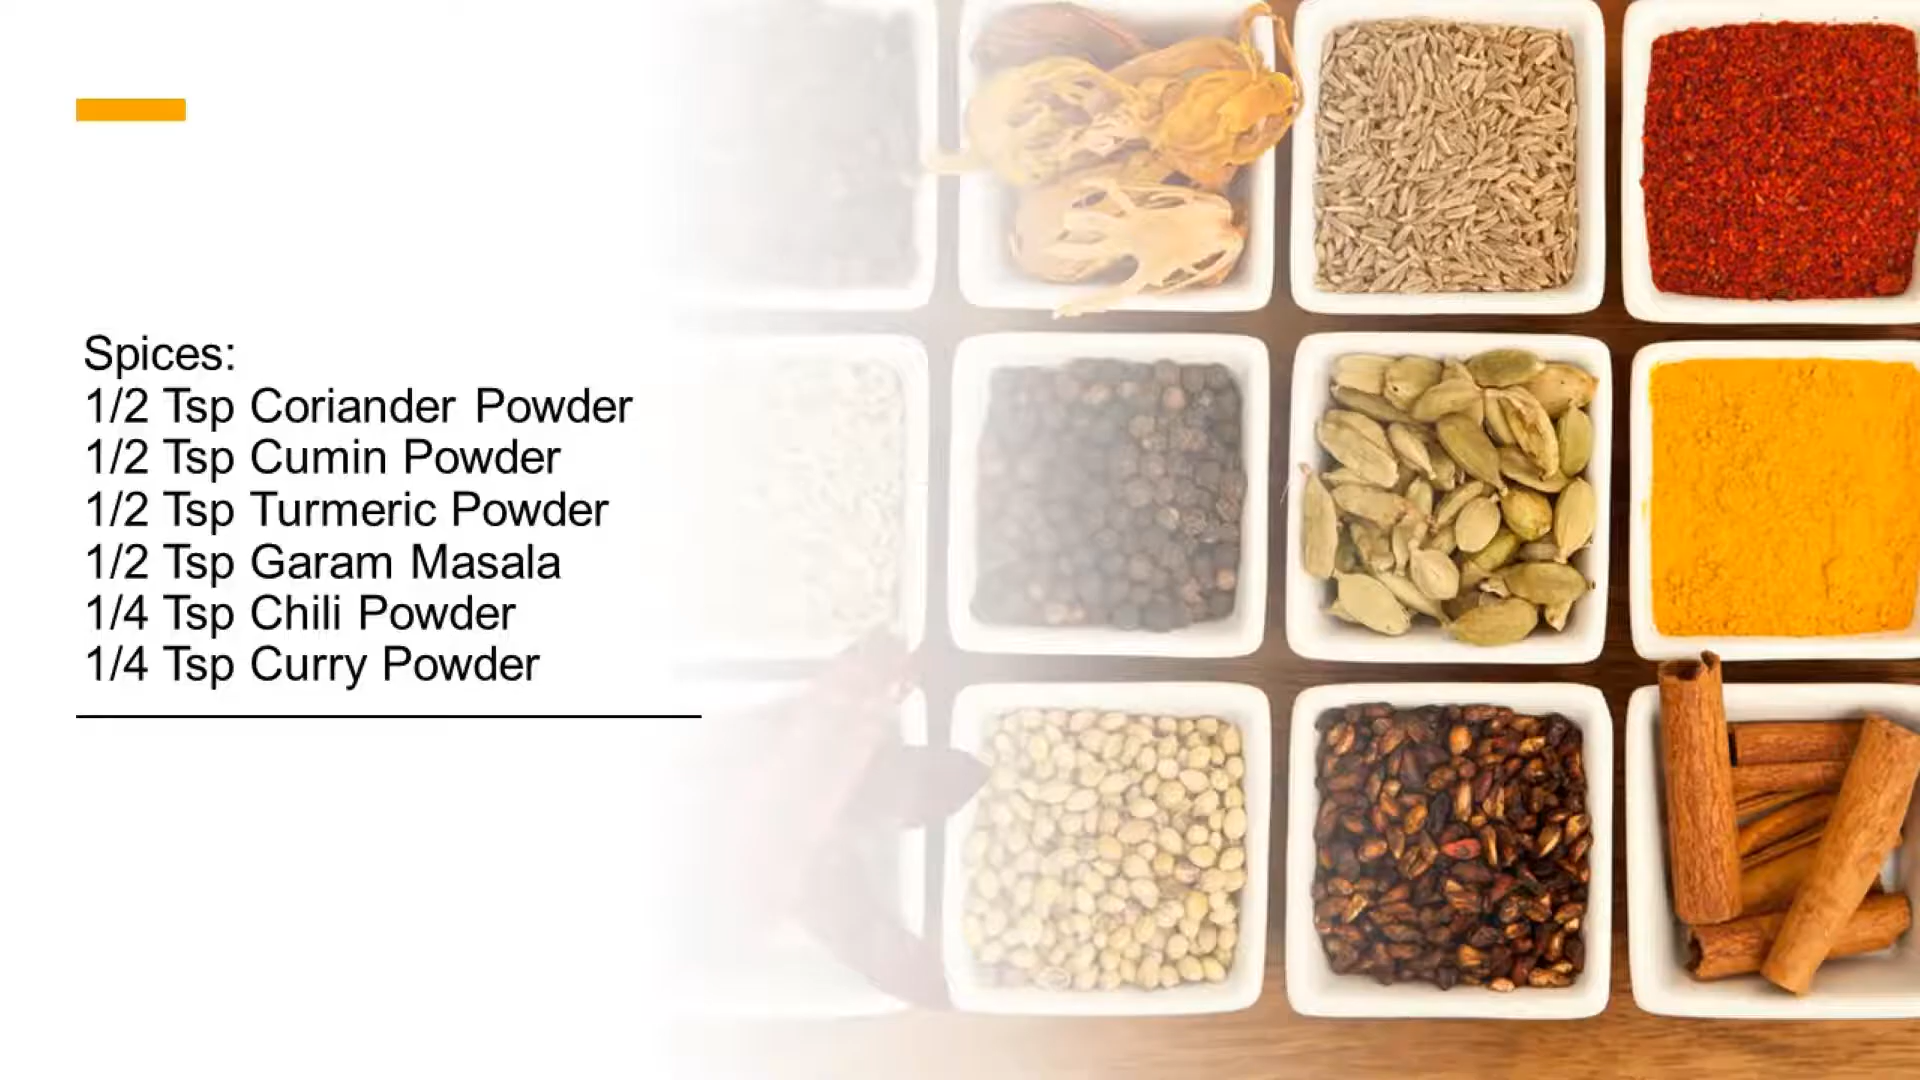 Spices:
1/2 Tsp Coriander Powder
1/2 Tsp Cumin Powder
1/2 Tsp Turmeric Powder
1/2 Tsp Garam Masala
1/4 Tsp Chili Powder
1/4 Tsp Curry Powder